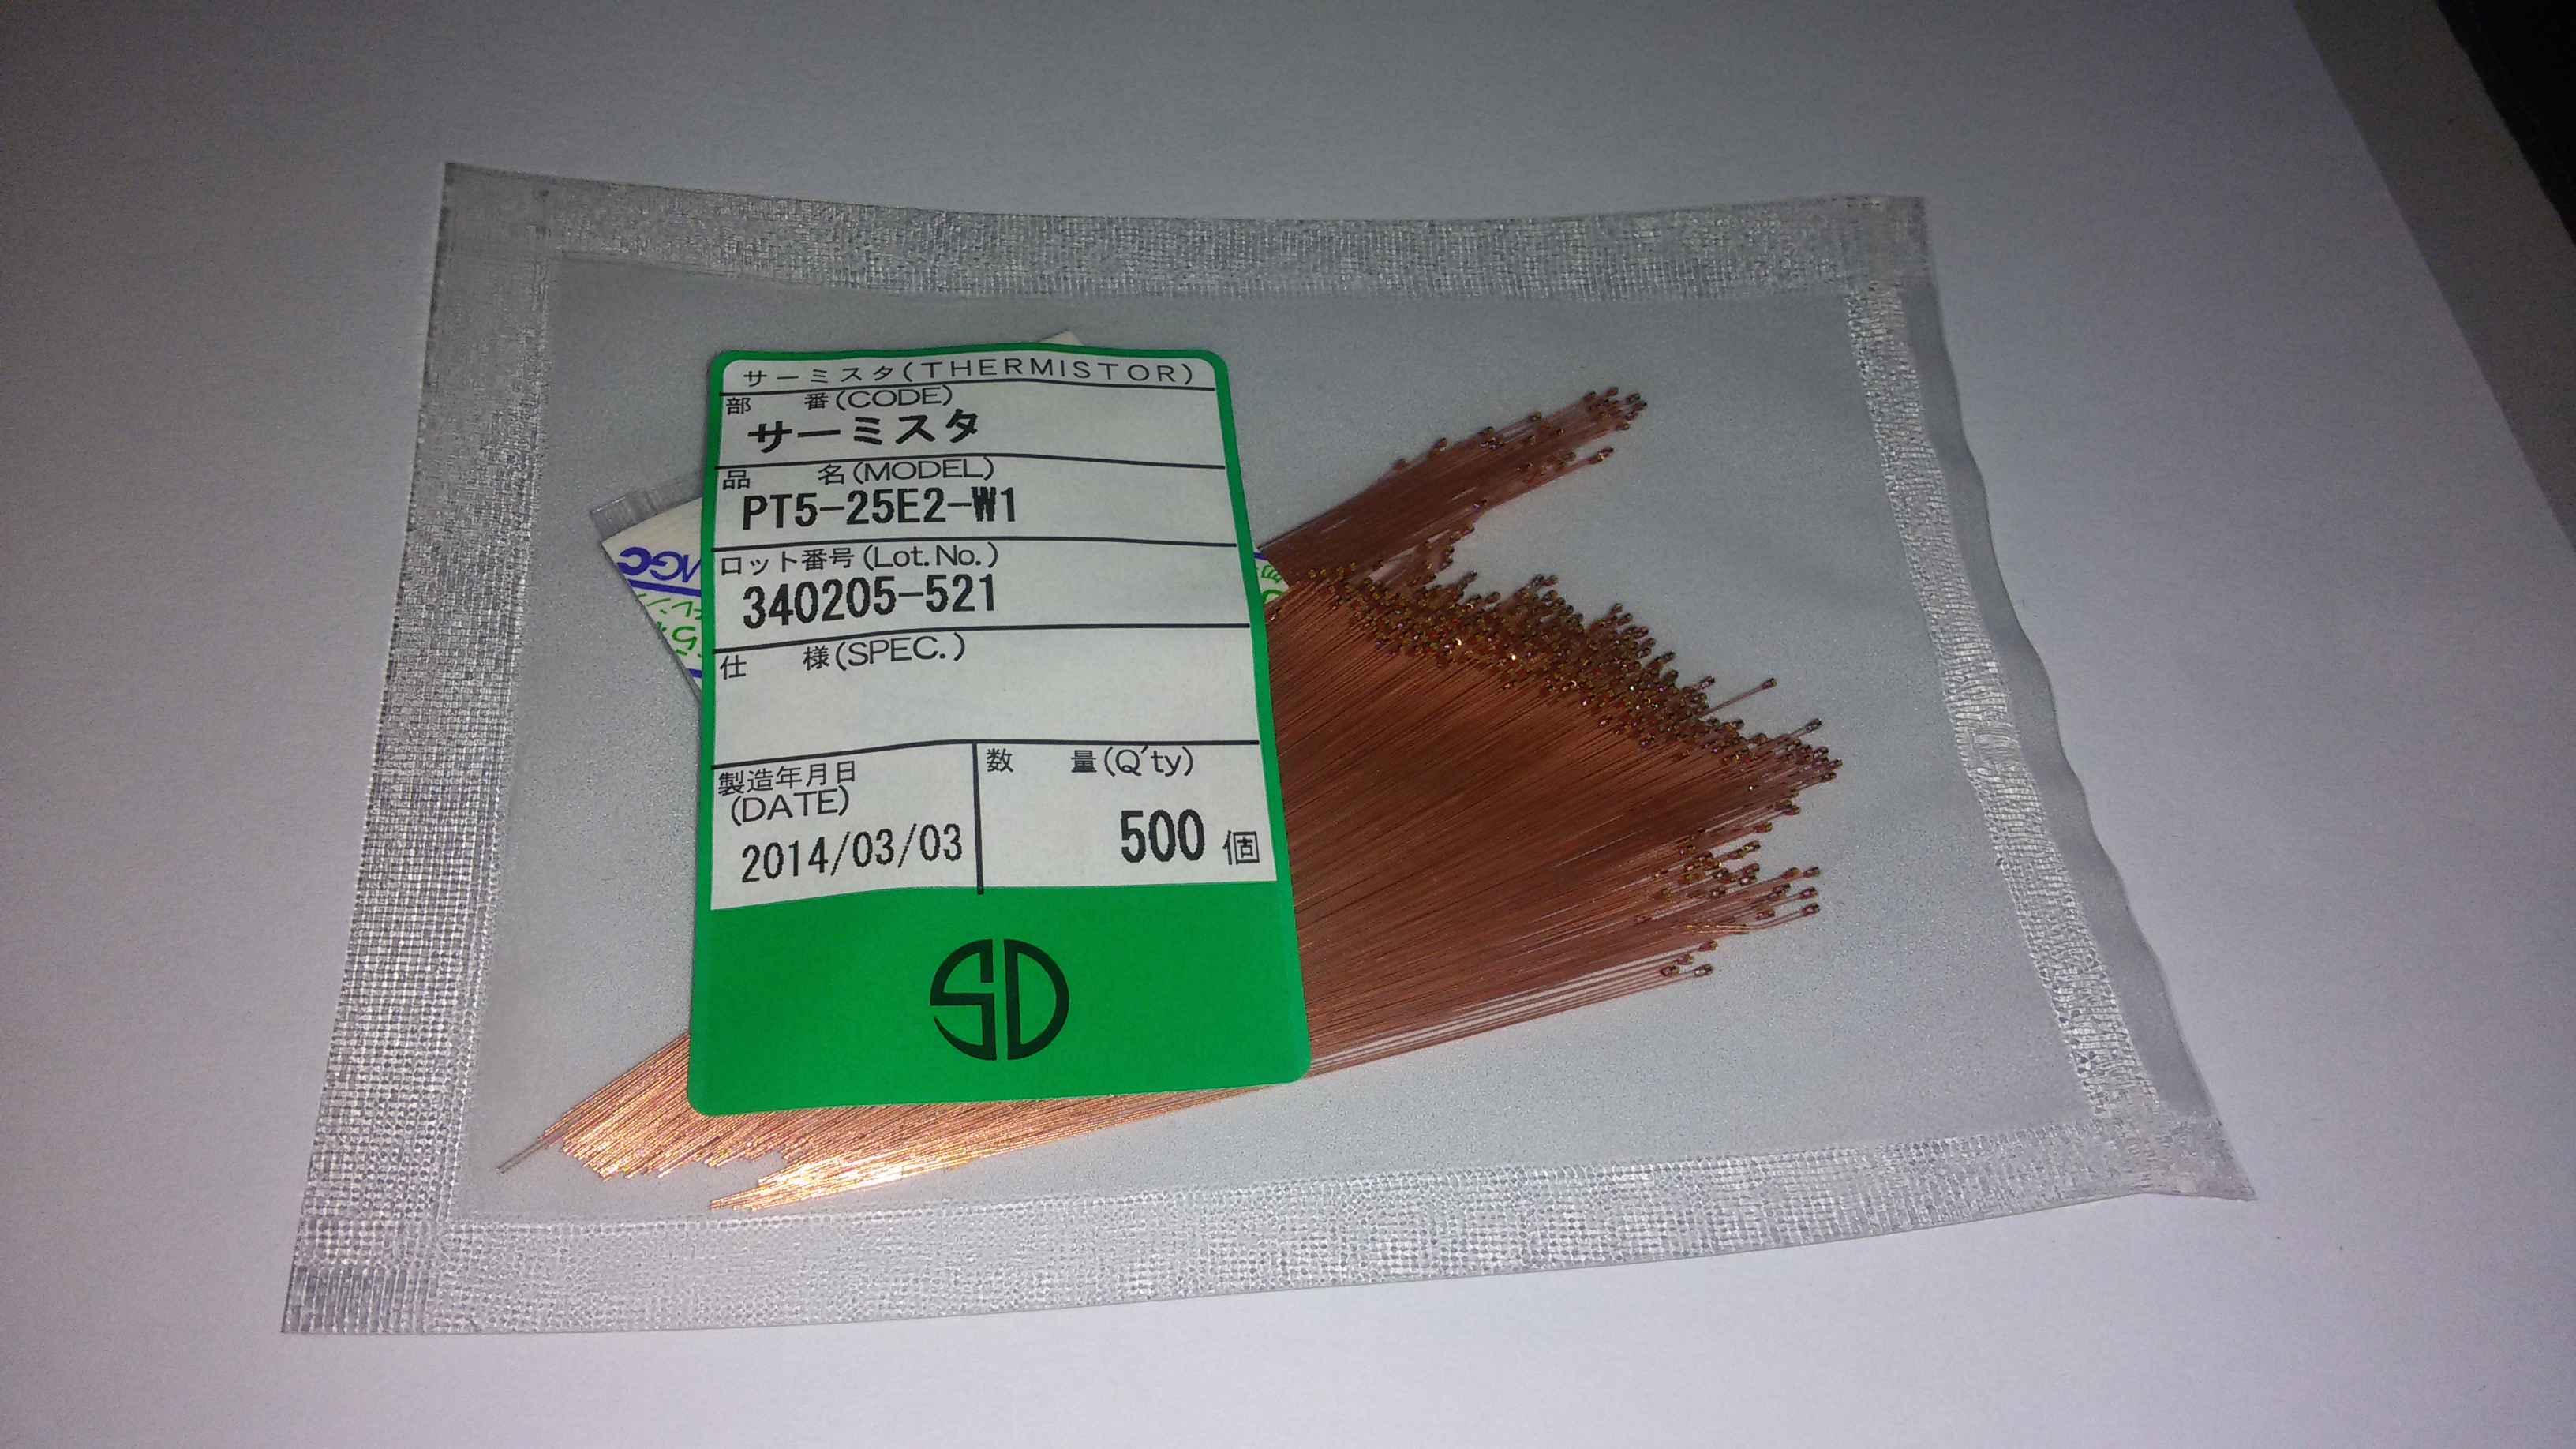 サーミスタ(THERMISTOR)
部 番(CODE)
サーミスタ
品 名(MODEL)
PT5-25E2-W1
ロット番号(Lot.No.)
340205-521
仕 様(SPEC.)
製造年月日
(DATE)
2014/03/03
数 量(Q'ty)
500 個
SD
MGC